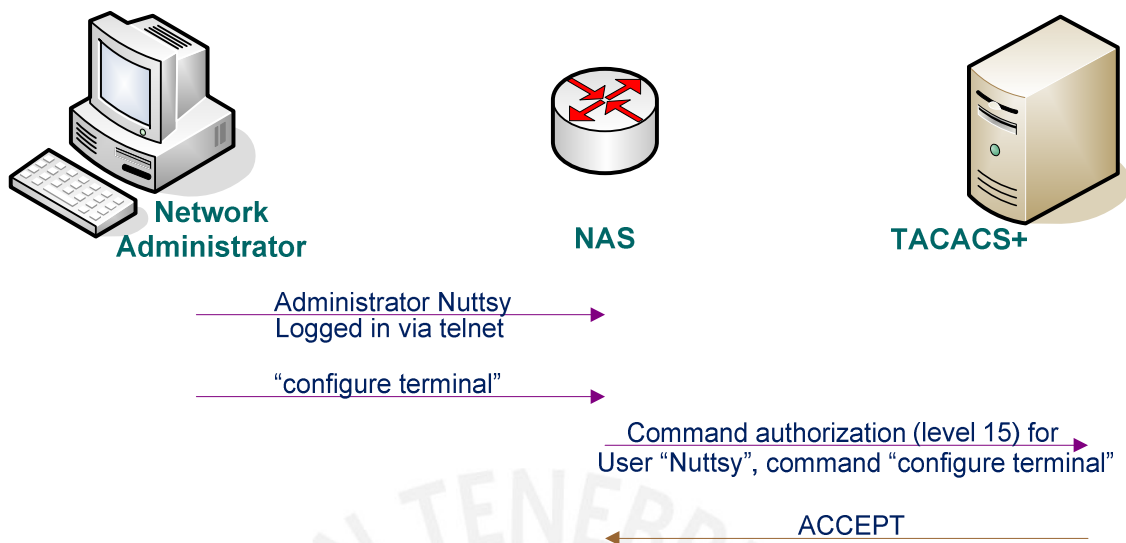 Network
Administrator
NAS
TACACS+
Administrator Nuttsy
Logged in via telnet
“configure terminal”
Command authorization (level 15) for
User “Nuttsy”, command “configure terminal”
ACCEPT